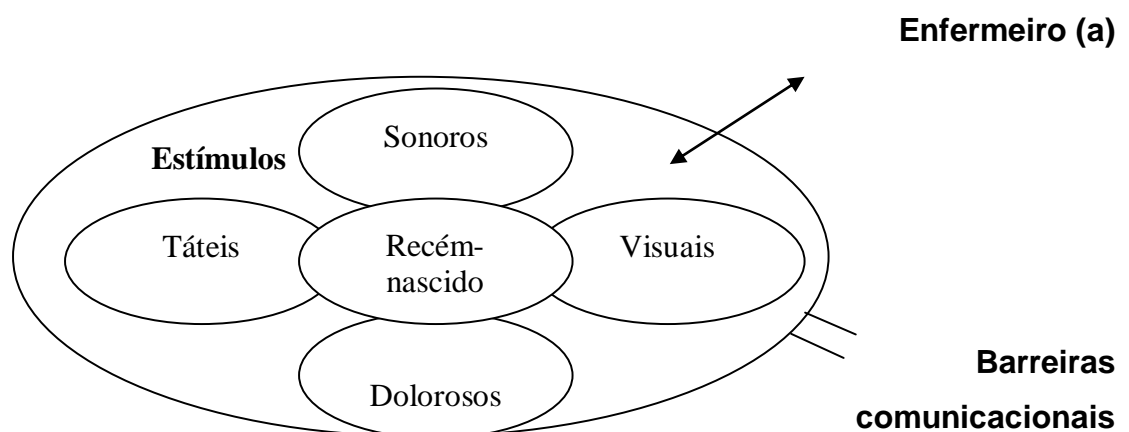 Enfermeiro (a)
Sonoros
Estímulos
Táteis
Recém-
nascido
Visuais
Dolorosos
Barreiras
comunicacionais